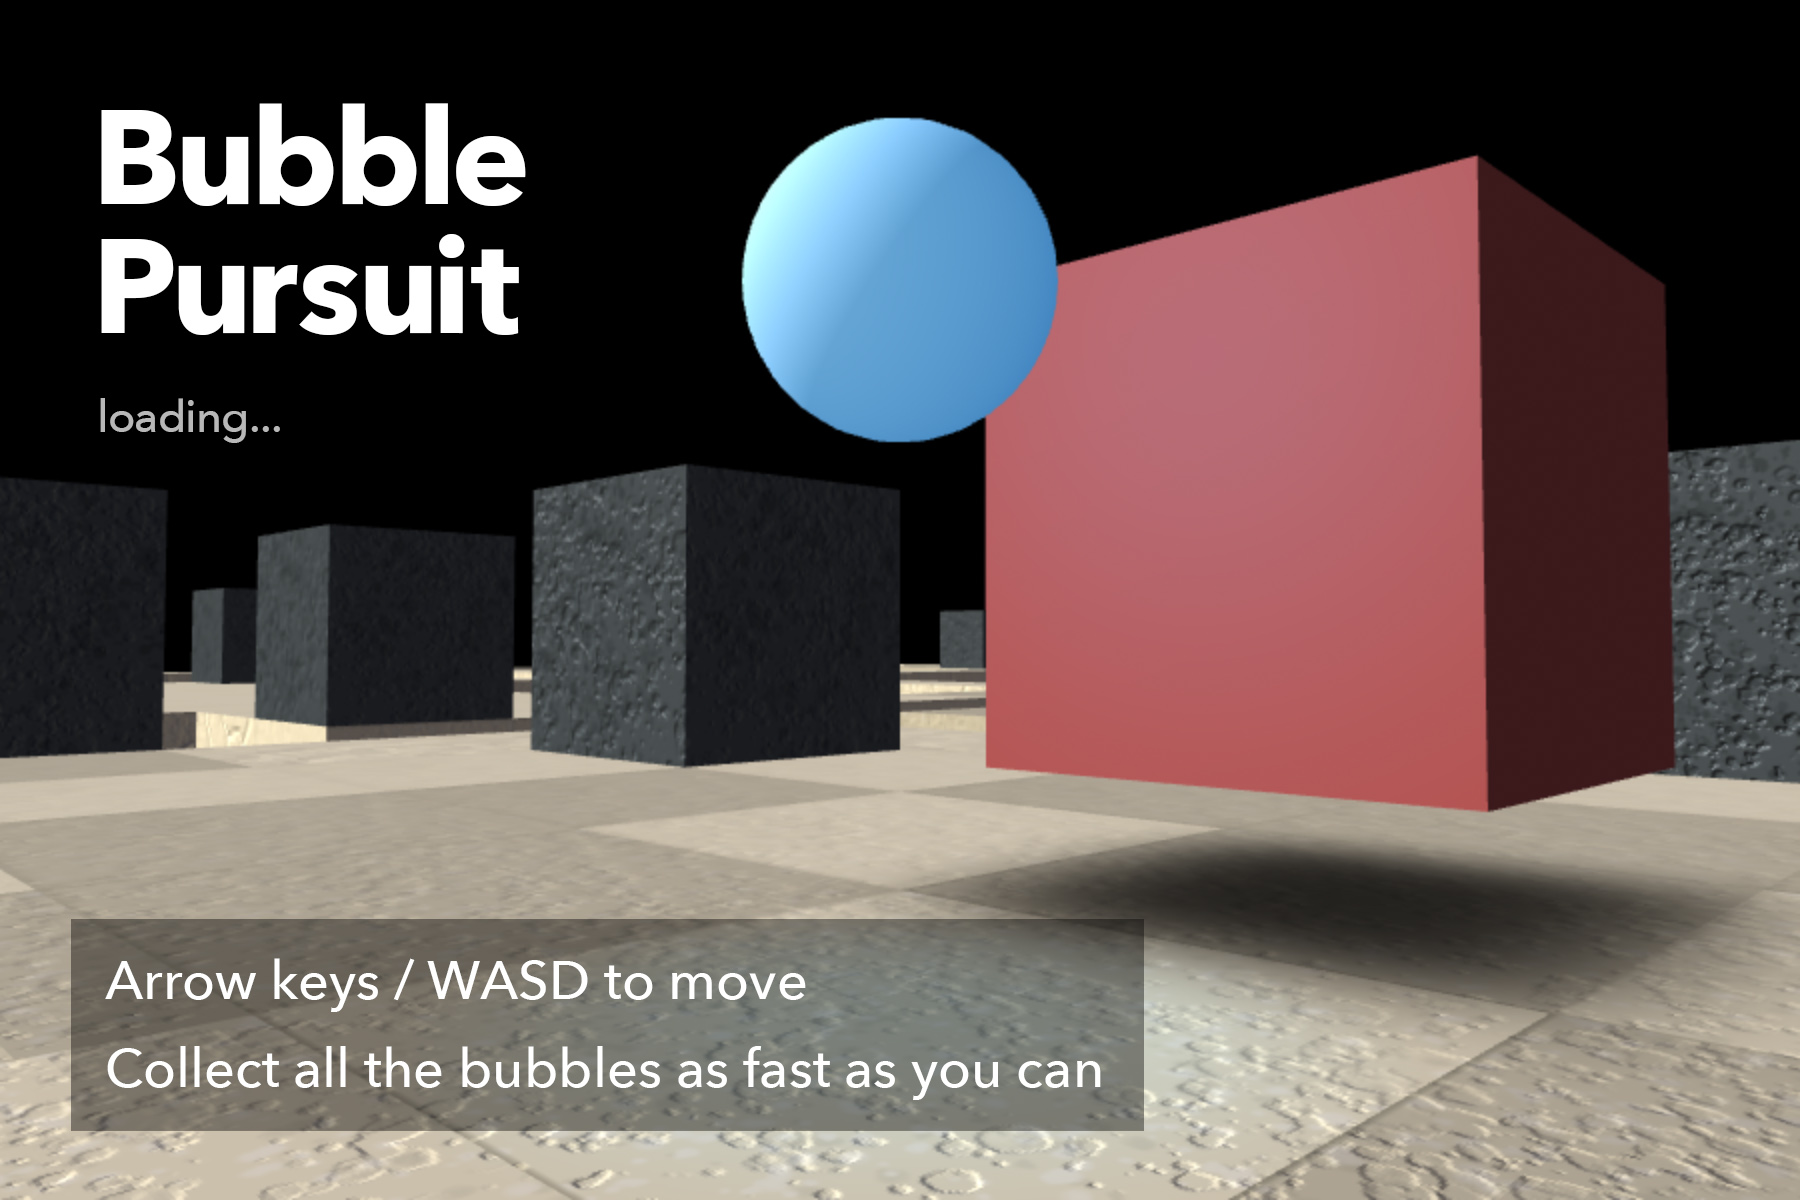 Bubble
Pursuit
loading...
Arrow keys / WASD to move
Collect all the bubbles as fast as you can